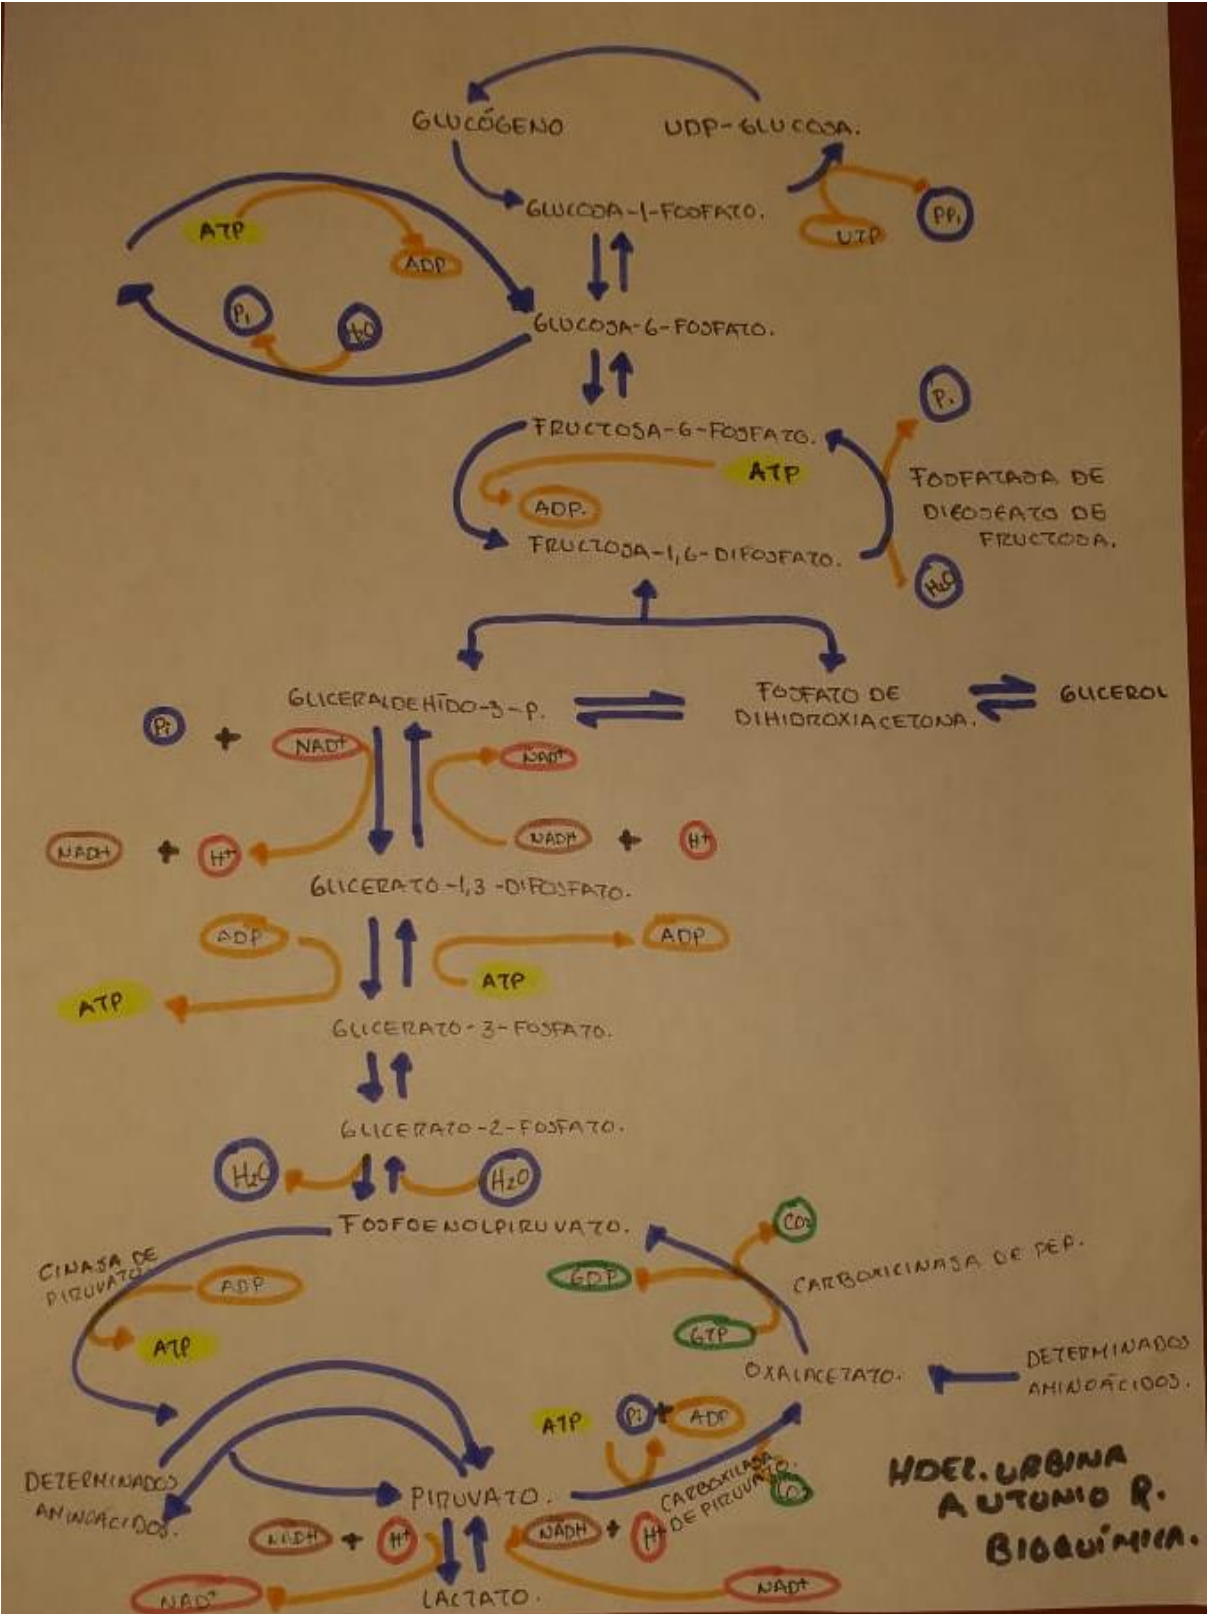 GLUCÓGENO
UDP-GLUCOSA.
GLUCOSA-1-FOSFATO.
UTP
PPi
ATP
ADP
Pi
H2O
GLUCOSA-6-FOSFATO.
FRUCTOSA-6-FOSFATO.
Pi
ATP
ADP.
FOSFATASA DE
DIFOSFATO DE
FRUCTOSA.
FRUCTOSA-1,6-DIFOSFATO.
H2O
GLICERALDEHÍDO-3-P.
FOSFATO DE
DIHIDROXIACETONA.
GLICEROL
Pi + NAD+
NAD+
NADH + H+
NADH + H+
GLICERATO-1,3-DIFOSFATO.
ADP
ADP
ATP
ATP
GLICERATO-3-FOSFATO.
GLICERATO-2-FOSFATO.
H2O
H2O
FOSFOENOLPIRUVATO.
CO2
CINASA DE
PIRUVATO
ADP
GDP
CARBOXICINASA DE PEP.
ATP
GTP
OXALACETATO.
DETERMINADOS
AMINOÁCIDOS.
ATP
Pi + ADP
DETERMINADOS
AMINOÁCIDOS.
PIRUVATO.
CARBOXILASA
DE PIRUVATO.
CO2
NADH + H+
NADH + H+
NAD+
LACTATO.
NAD+
HDEZ. URBINA
ANTONIO R.
BIOQUÍMICA.